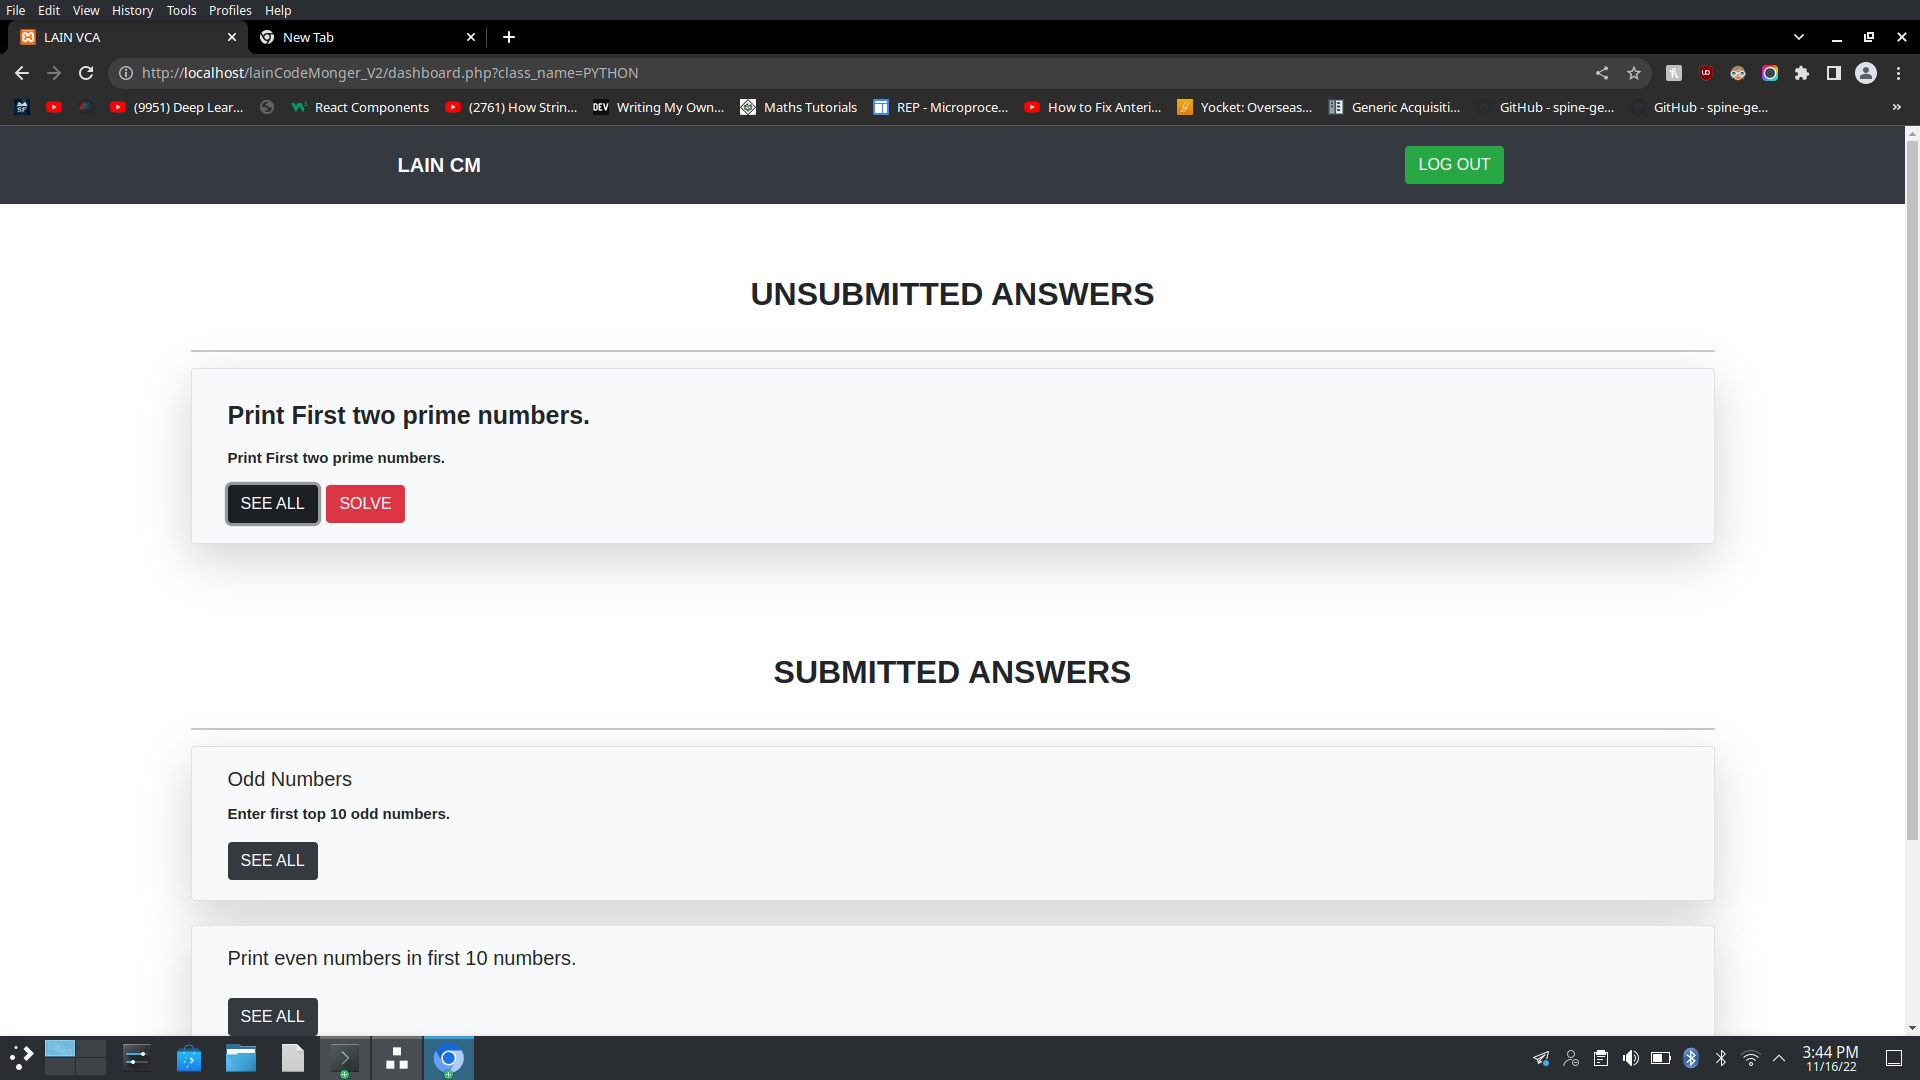 File Edit View History Tools Profiles Help
LAIN VCA
New Tab
http://localhost/lainCodeMonger_V2/dashboard.php?class_name=PYTHON
(9951) Deep Lear...
React Components
(2761) How Strin...
DEV
Writing My Own...
Maths Tutorials
REP - Microproce...
How to Fix Anteri...
Yocket: Overseas...
Generic Acquisiti...
GitHub - spine-ge...
GitHub - spine-ge...
LAIN CM
LOG OUT
UNSUBMITTED ANSWERS
Print First two prime numbers.
Print First two prime numbers.
SEE ALL SOLVE
SUBMITTED ANSWERS
Odd Numbers
Enter first top 10 odd numbers.
SEE ALL
Print even numbers in first 10 numbers.
SEE ALL
3:44 PM
11/16/22